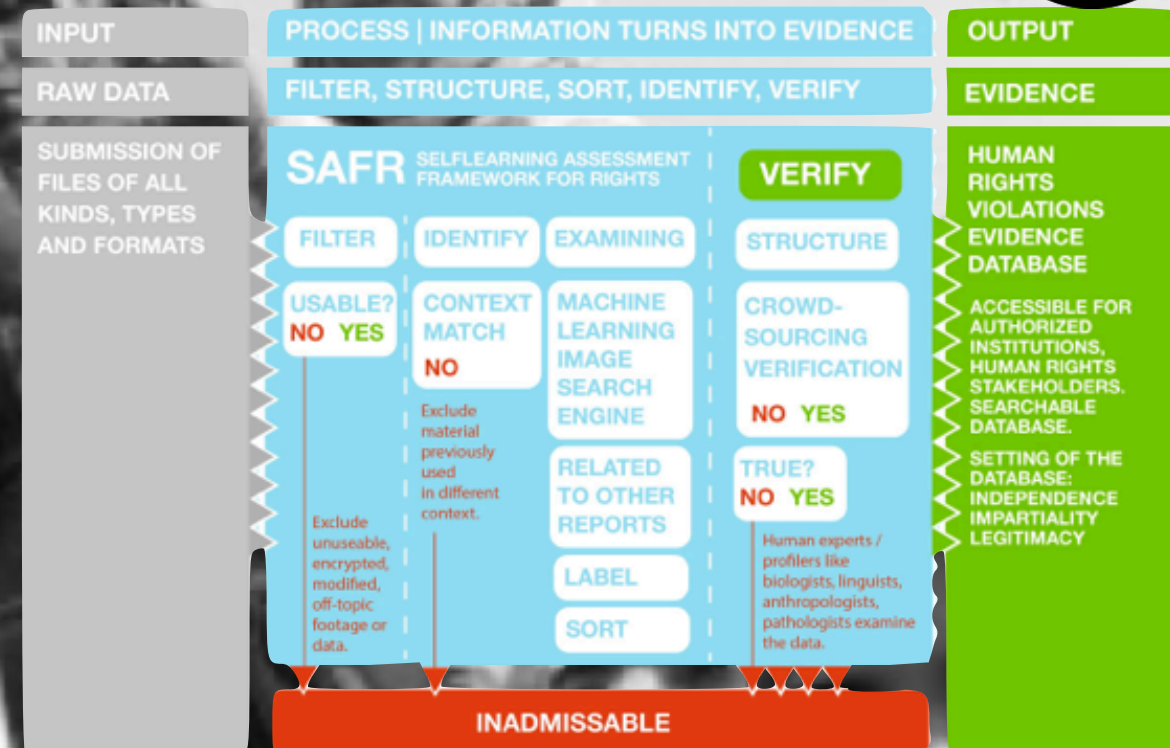 INPUT
PROCESS | INFORMATION TURNS INTO EVIDENCE
OUTPUT
RAW DATA
FILTER, STRUCTURE, SORT, IDENTIFY, VERIFY
EVIDENCE
SUBMISSION OF
FILES OF ALL
KINDS, TYPES
AND FORMATS
SAFR
SELFLEARNING ASSESSMENT
FRAMEWORK FOR RIGHTS
FILTER
USABLE?
NO YES
Exclude
unuseable,
encrypted,
modified,
off-topic
footage or
data.
IDENTIFY
CONTEXT
MATCH
NO
Exclude
material
previously
used
in different
context.
EXAMINING
MACHINE
LEARNING
IMAGE
SEARCH
ENGINE
RELATED
TO OTHER
REPORTS
LABEL
SORT
VERIFY
STRUCTURE
CROWD-
SOURCING
VERIFICATION
NO YES
TRUE?
NO YES
Human experts /
profilers like
biologists, linguists,
anthropologists,
pathologists examine
the data.
HUMAN
RIGHTS
VIOLATIONS
EVIDENCE
DATABASE
ACCESSIBLE FOR
AUTHORIZED
INSTITUTIONS,
HUMAN RIGHTS
STAKEHOLDERS.
SEARCHABLE
DATABASE.
SETTING OF THE
DATABASE:
INDEPENDENCE
IMPARTIALITY
LEGITIMACY
INADMISSABLE